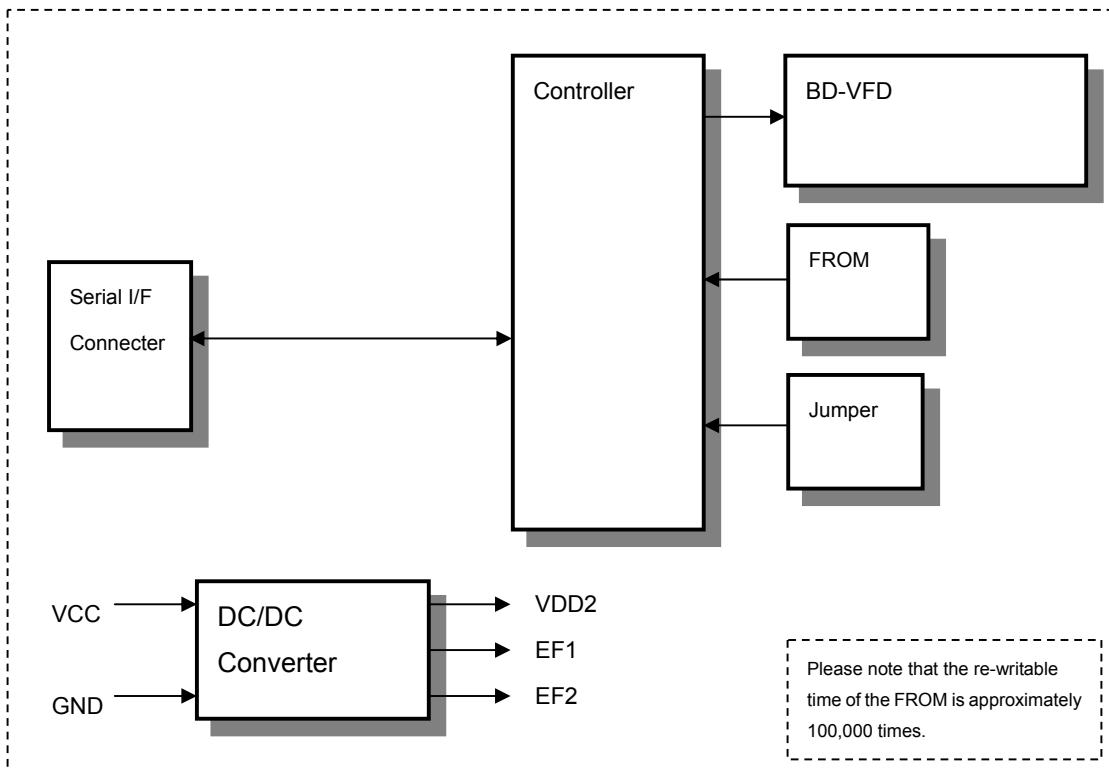 Controller
BD-VFD
FROM
Serial I/F
Connecter
Jumper
VCC
GND
DC/DC
Converter
VDD2
EF1
EF2
Please note that the re-writable
time of the FROM is approximately
100,000 times.